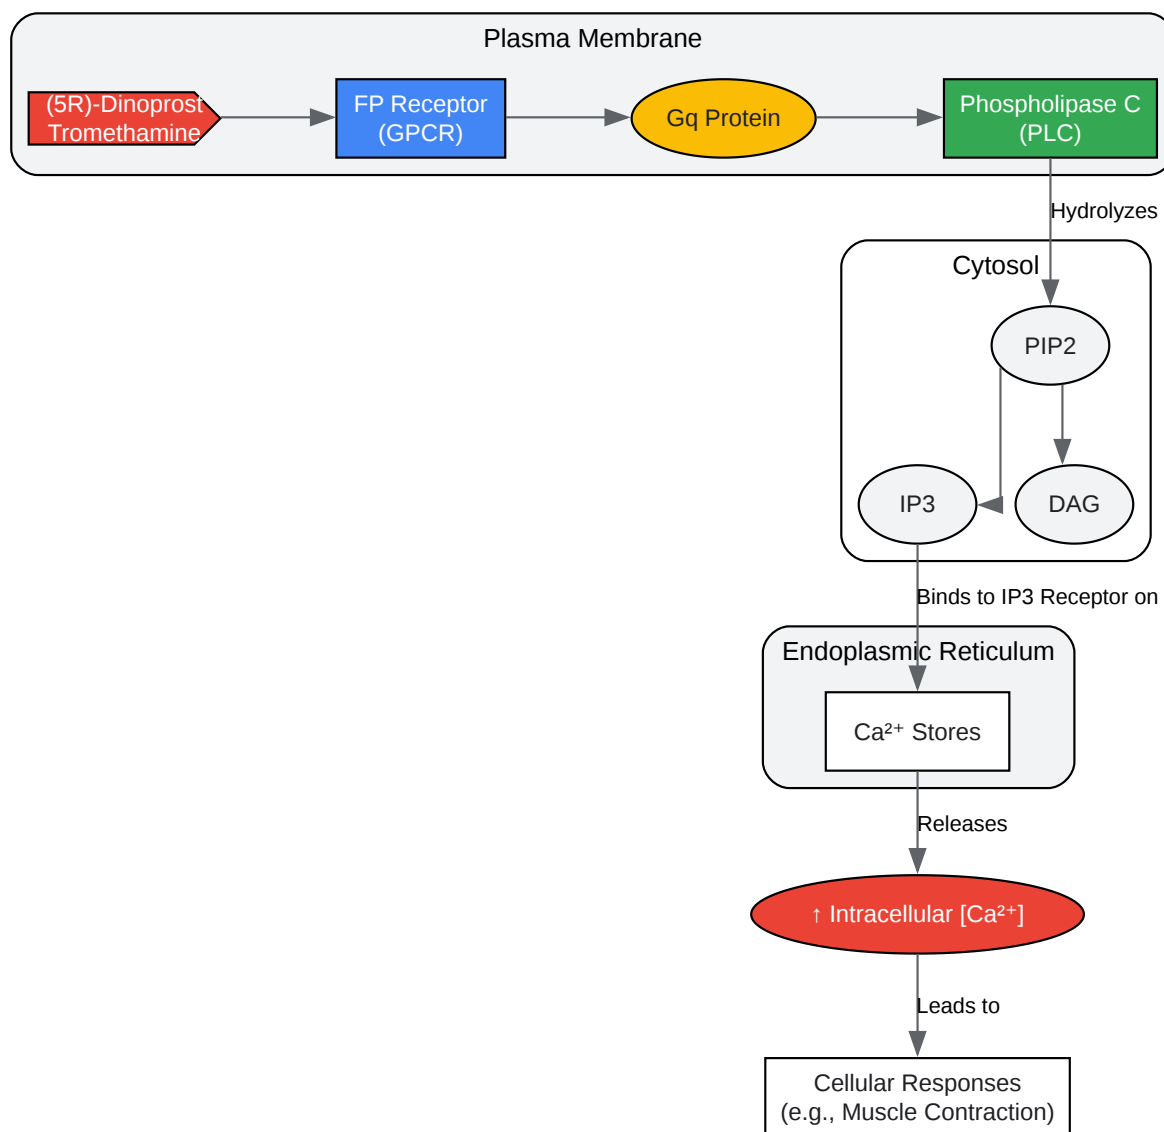 Plasma Membrane
(5R)-Dinoprost
Tromethamine
FP Receptor
(GPCR)
Gq Protein
Phospholipase C
(PLC)
Hydrolyzes
Cytosol
PIP2
IP3
DAG
Binds to IP3 Receptor on
Endoplasmic Reticulum
Ca²⁺ Stores
Releases
↑ Intracellular [Ca²⁺]
Leads to
Cellular Responses
(e.g., Muscle Contraction)